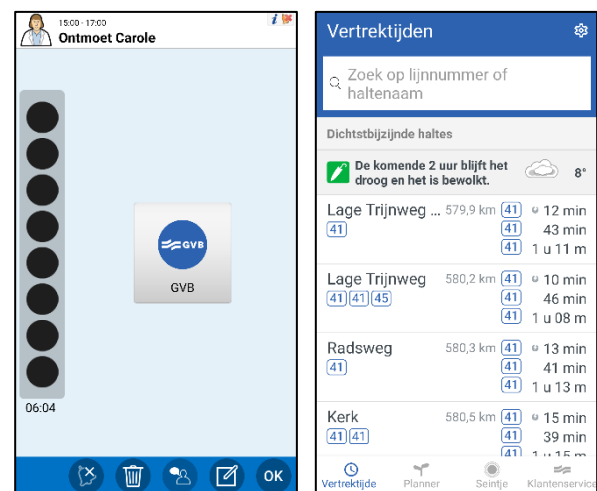 15:00 - 17:00
Ontmoet Carole
GVB
GVB
06:04
OK
Vertrektijden
Zoek op lijnnummer of
haltenaam
Dichtstbijzijnde haltes
De komende 2 uur blijft het
droog en het is bewolkt.
8°
Lage Trijnweg ... 579,9 km 41 12 min
41 41 43 min
41 1 u 11 m
Lage Trijnweg 580,2 km 41 10 min
41 41 45 41 46 min
41 1 u 08 m
Radsweg 580,3 km 41 13 min
41 41 41 min
41 1 u 13 m
Kerk 580,5 km 41 15 min
41 41 41 39 min
41 1 u 15 m
Vertrektijde Planner Seintje Klantenservice